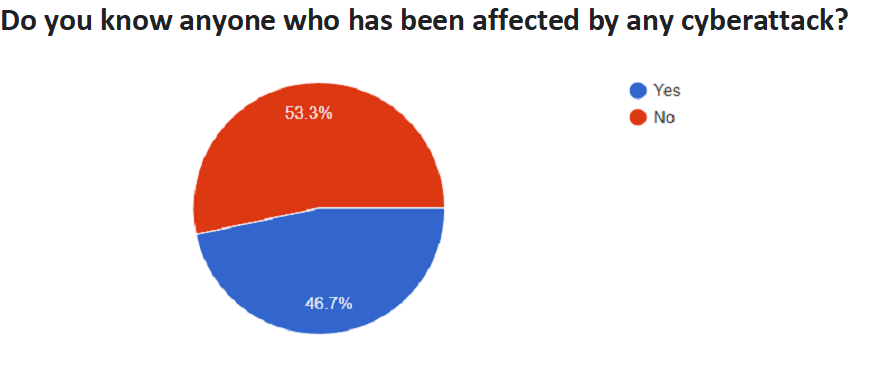 Do you know anyone who has been affected by any cyberattack?
Yes
No
53.3%
46.7%